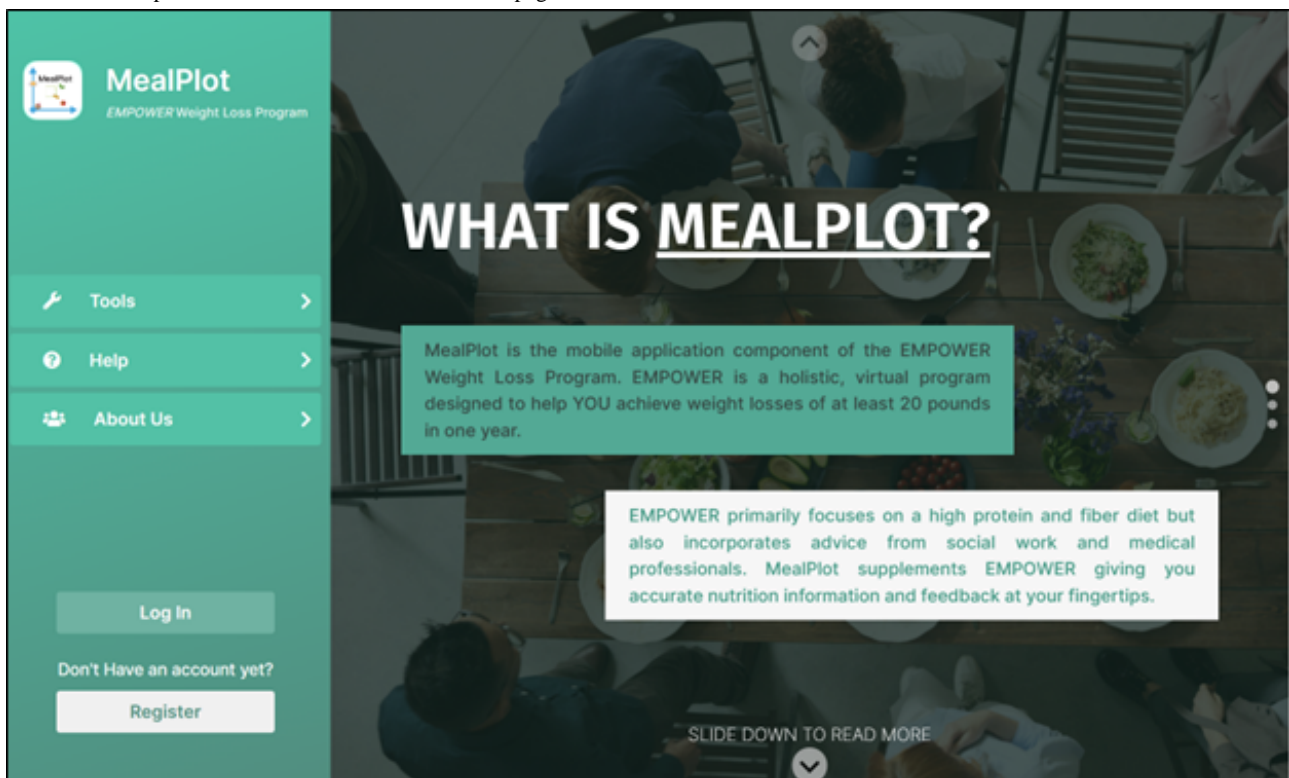 MealPlot
MealPlot
EMPOWER Weight Loss Program
Tools
Help
About Us
Log In
Don't Have an account yet?
Register
WHAT IS MEALPLOT?
MealPlot is the mobile application component of the EMPOWER
Weight Loss Program. EMPOWER is a holistic, virtual program
designed to help YOU achieve weight losses of at least 20 pounds
in one year.
EMPOWER primarily focuses on a high protein and fiber diet but
also incorporates advice from social work and medical
professionals. MealPlot supplements EMPOWER giving you
accurate nutrition information and feedback at your fingertips.
SLIDE DOWN TO READ MORE